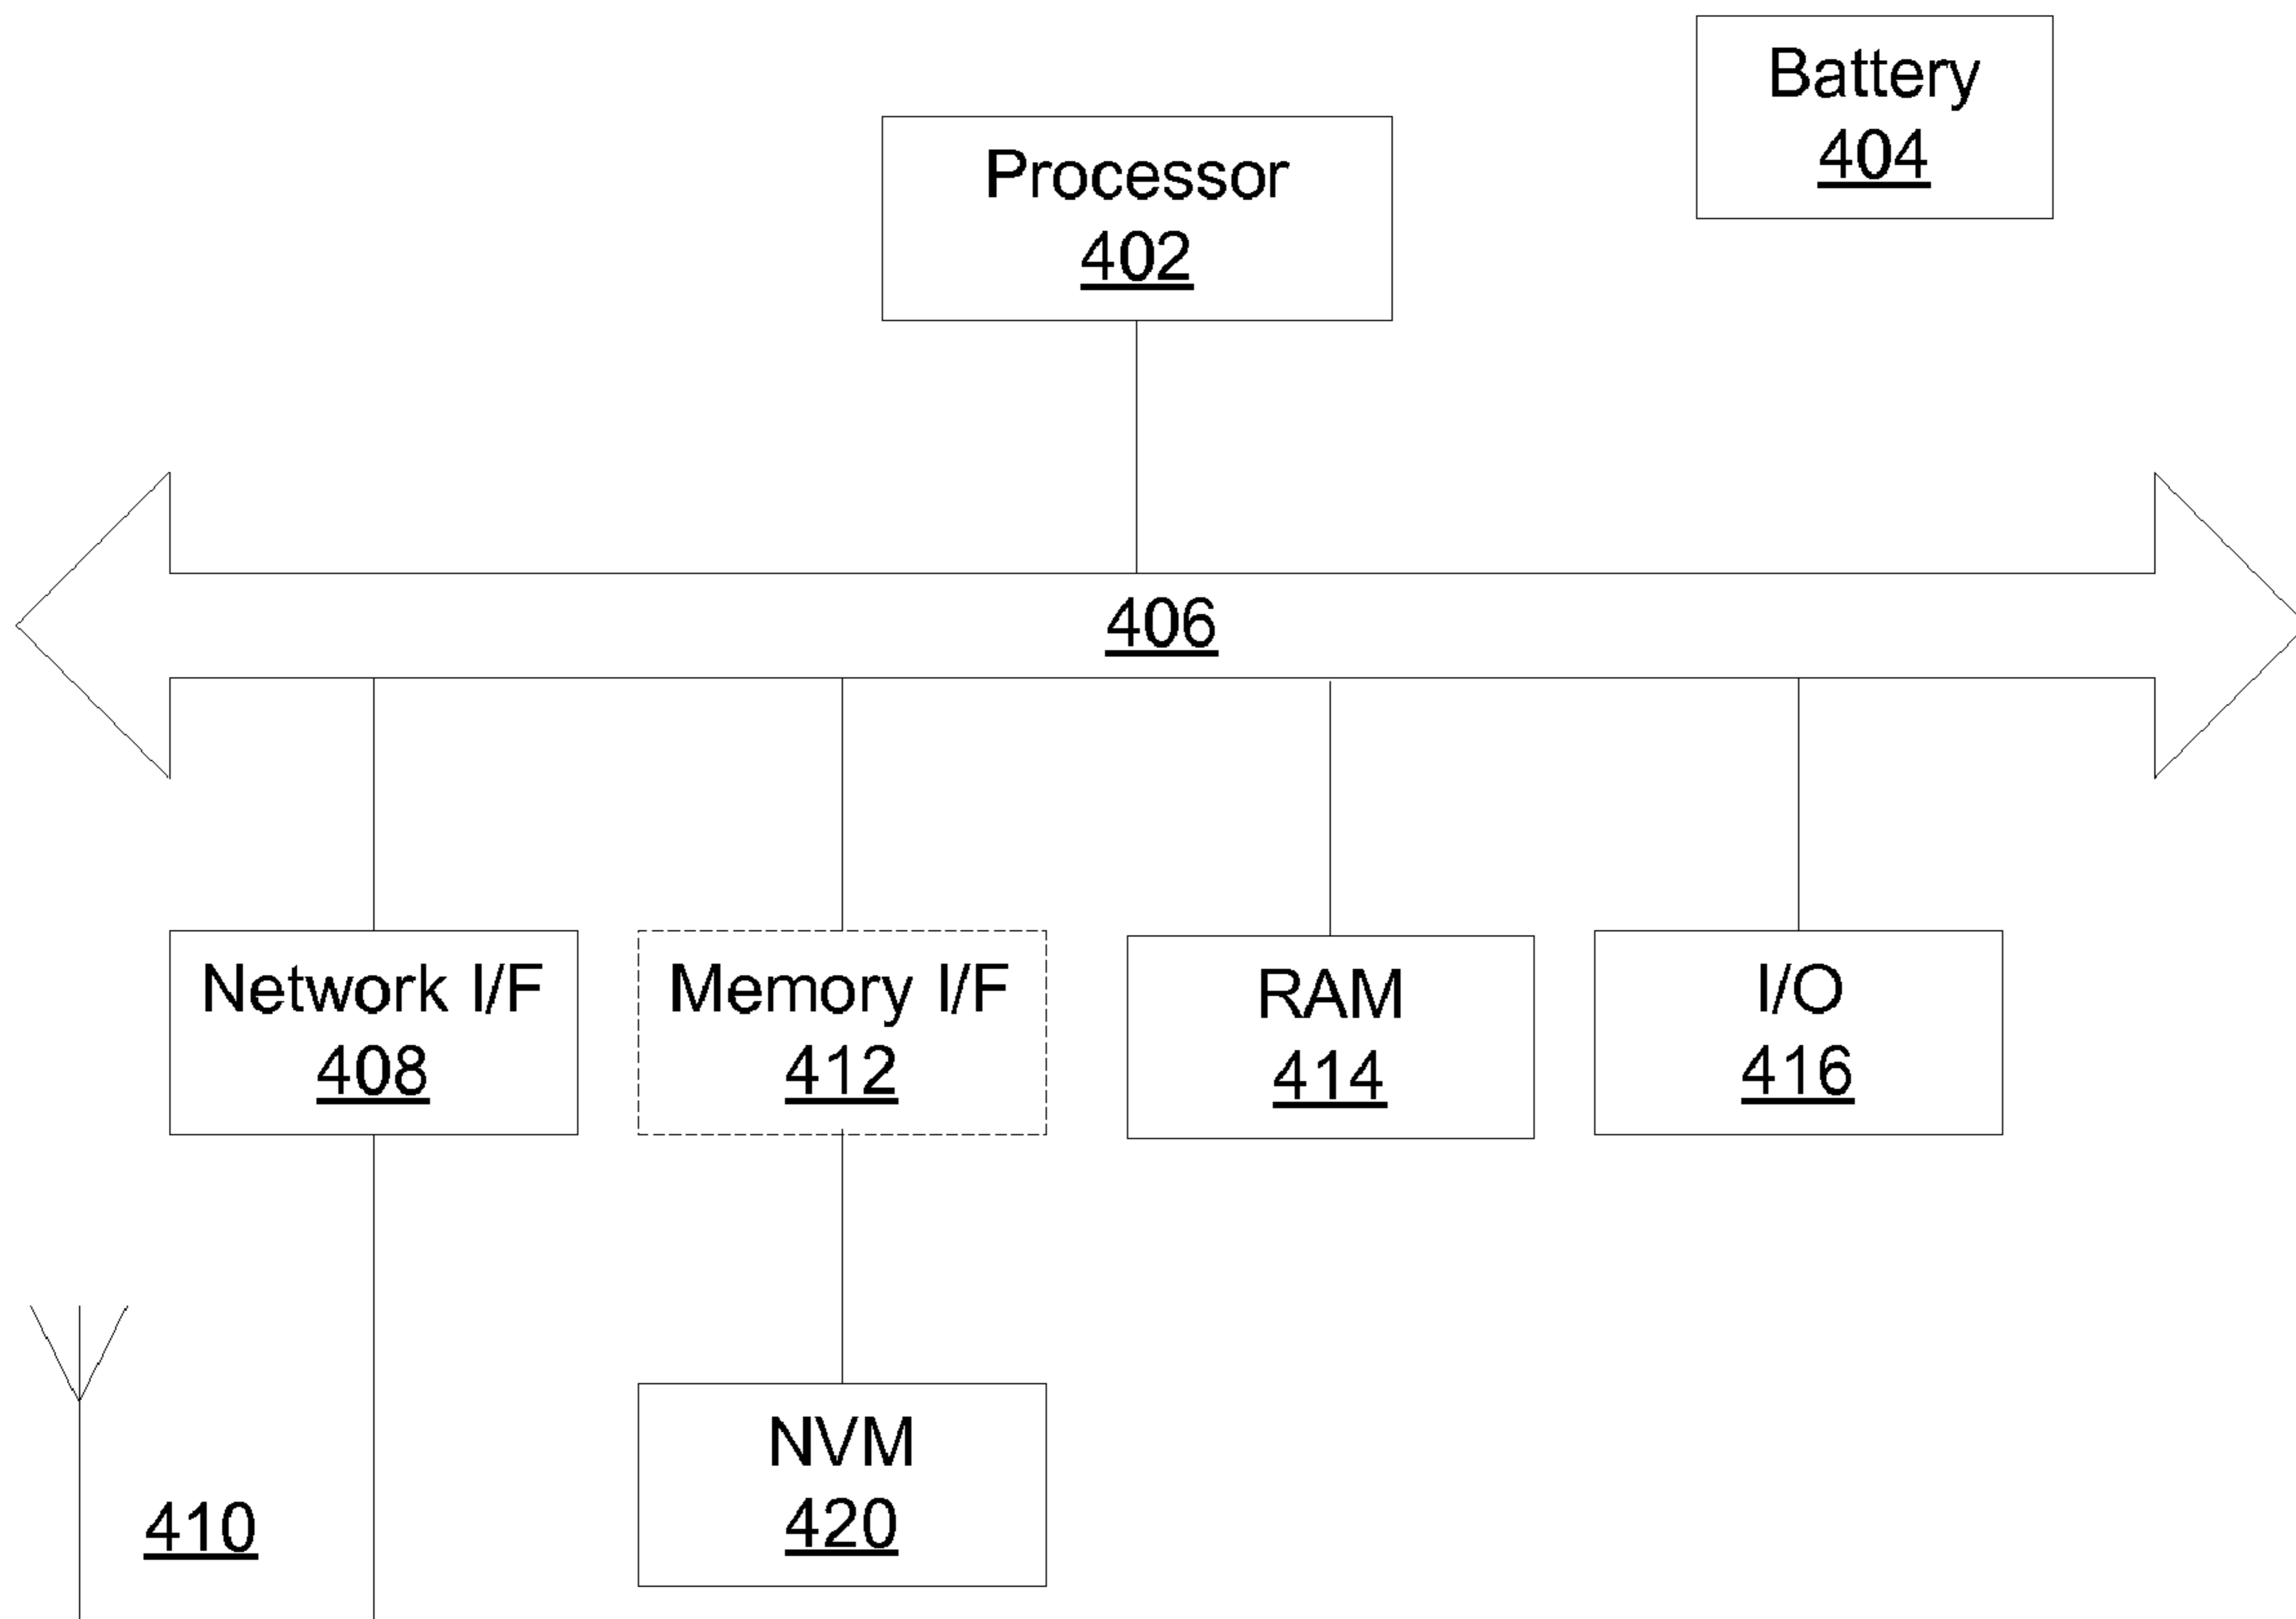 Battery
404
Processor
402
406
Network I/F
408
Memory I/F
412
RAM
414
I/O
416
NVM
420
410